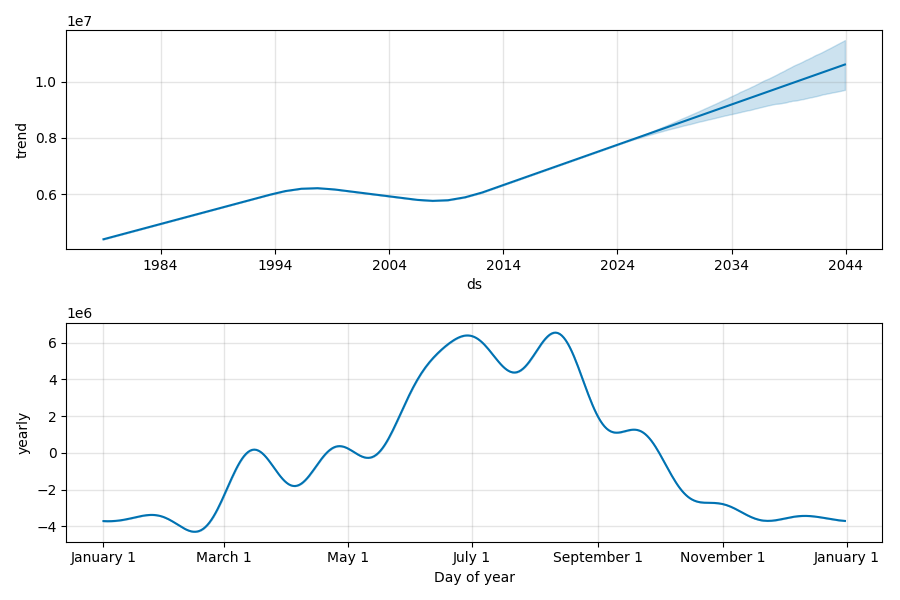 1e7
1.0
0.8
0.6
trend
1984 1994 2004 2014 2024 2034 2044
ds
1e6
6
4
2
0
−2
−4
yearly
January 1 March 1 May 1 July 1 September 1 November 1 January 1
Day of year